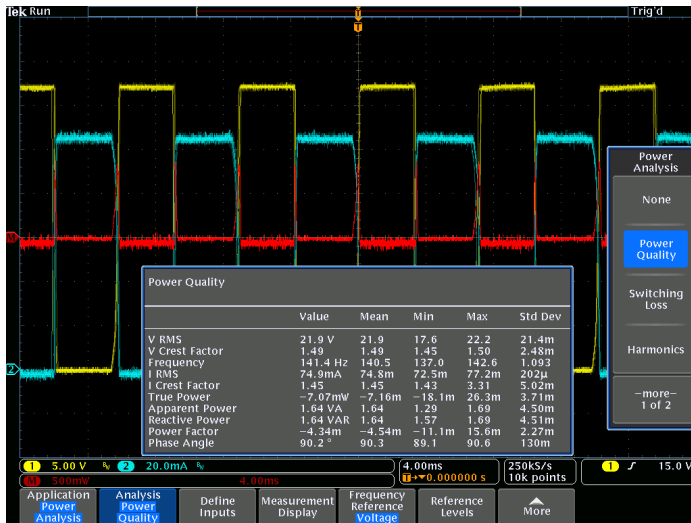 Tek Run
Trig'd
T
T
M
2
Power
Analysis
None
Power
Quality
Switching
Loss
Harmonics
—more—
1 of 2
Power Quality
Value Mean Min Max Std Dev
V RMS 21.9 V 21.9 17.6 22.2 21.4m
V Crest Factor 1.49 1.49 1.45 1.50 2.48m
Frequency 141.4 Hz 140.5 137.0 142.6 1.093
I RMS 74.9mA 74.8m 72.5m 77.2m 202µ
I Crest Factor 1.45 1.45 1.43 3.31 5.02m
True Power −7.07mW −7.16m −18.1m 26.3m 3.71m
Apparent Power 1.64 VA 1.64 1.29 1.69 4.50m
Reactive Power 1.64 VAR 1.64 1.57 1.69 4.51m
Power Factor −4.34m −4.54m −11.1m 15.6m 2.27m
Phase Angle 90.2 ° 90.3 89.1 90.6 130m
1 5.00 V BW 2 20.0mA BW
M 500mW 4.00ms
4.00ms
T→▼0.000000 s
250kS/s
10k points
1 15.0 V
Application
Power
Analysis
Analysis
Power
Quality
Define
Inputs
Measurement
Display
Frequency
Reference
Voltage
Reference
Levels
More